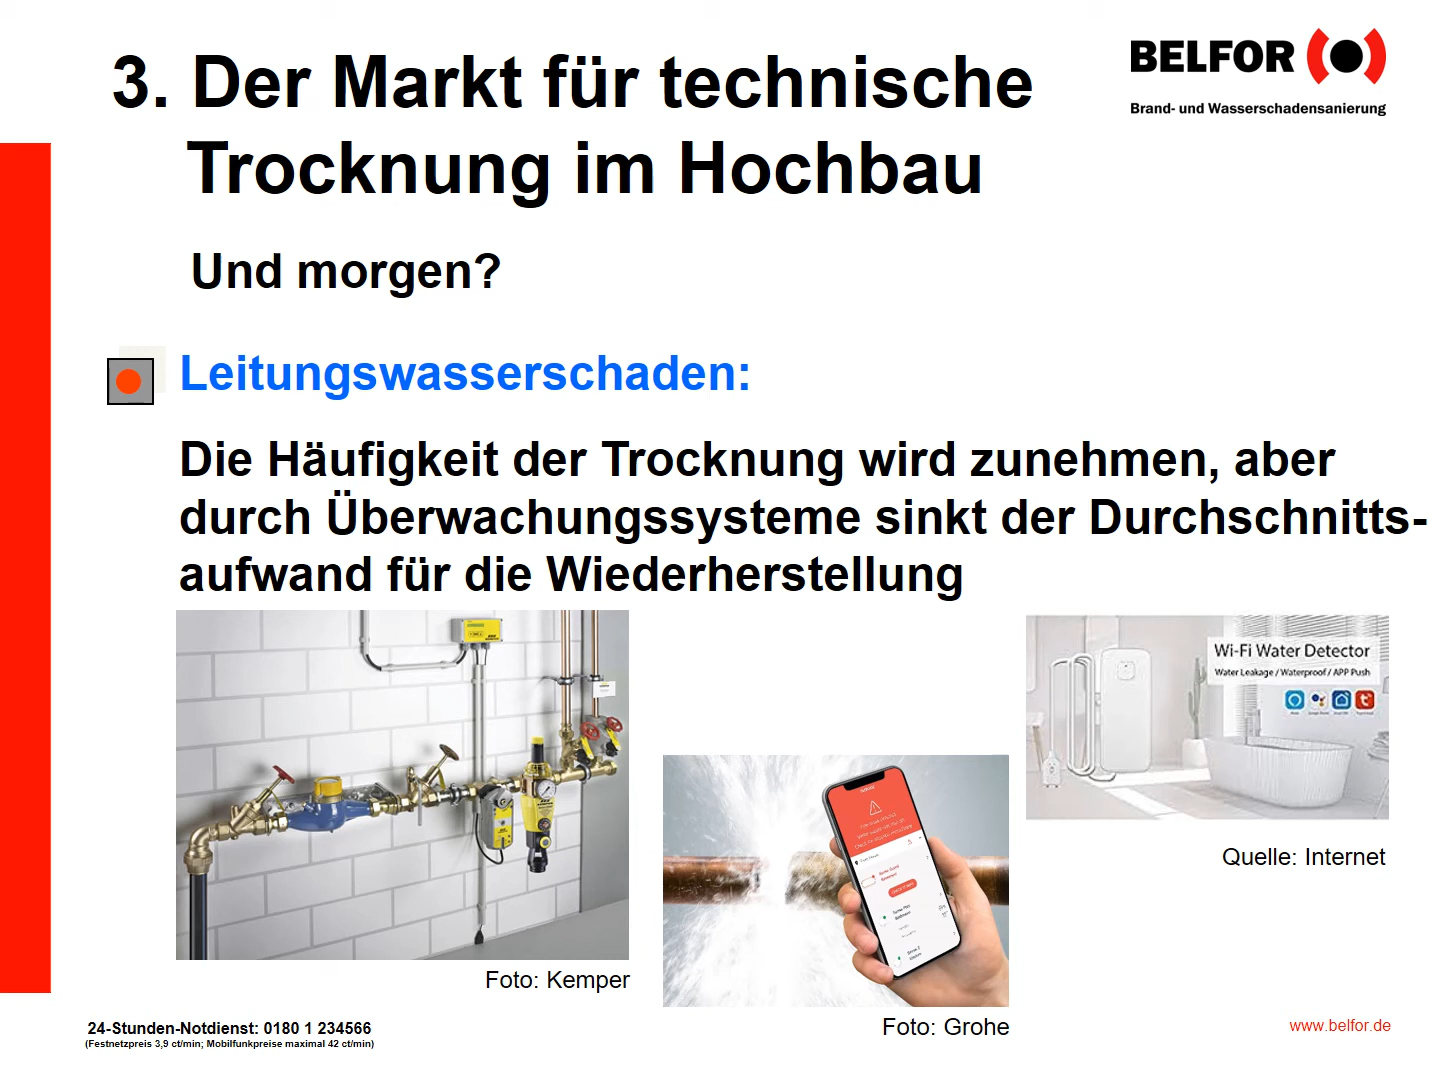 3. Der Markt für technische
Trocknung im Hochbau
BELFOR
Brand- und Wasserschadensanierung
Und morgen?
Leitungswasserschaden:
Die Häufigkeit der Trocknung wird zunehmen, aber
durch Überwachungssysteme sinkt der Durchschnitts-
aufwand für die Wiederherstellung
Wi-Fi Water Detector
Water Leakage / Waterproof / APP Push
Quelle: Internet
Foto: Kemper
Foto: Grohe
24-Stunden-Notdienst: 0180 1 234566
(Festnetzpreis 3,9 ct/min; Mobilfunkpreise maximal 42 ct/min)
www.belfor.de